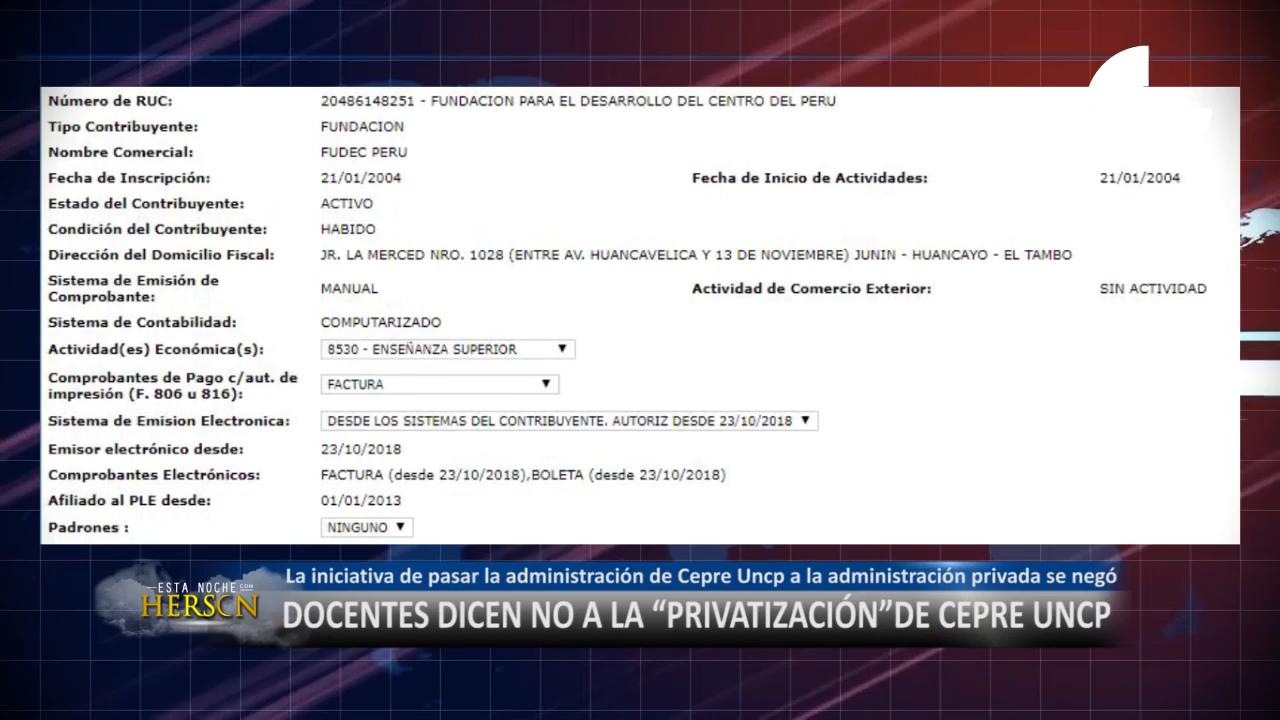 Número de RUC: 20486148251 - FUNDACION PARA EL DESARROLLO DEL CENTRO DEL PERU
Tipo Contribuyente: FUNDACION
Nombre Comercial: FUDEC PERU
Fecha de Inscripción: 21/01/2004 Fecha de Inicio de Actividades: 21/01/2004
Estado del Contribuyente: ACTIVO
Condición del Contribuyente: HABIDO
Dirección del Domicilio Fiscal: JR. LA MERCED NRO. 1028 (ENTRE AV. HUANCAVELICA Y 13 DE NOVIEMBRE) JUNIN - HUANCAYO - EL TAMBO
Sistema de Emisión de
Comprobante: MANUAL Actividad de Comercio Exterior: SIN ACTIVIDAD
Sistema de Contabilidad: COMPUTARIZADO
Actividad(es) Económica(s): 8530 - ENSEÑANZA SUPERIOR
Comprobantes de Pago c/aut. de
impresión (F. 806 u 816): FACTURA
Sistema de Emision Electronica: DESDE LOS SISTEMAS DEL CONTRIBUYENTE. AUTORIZ DESDE 23/10/2018
Emisor electrónico desde: 23/10/2018
Comprobantes Electrónicos: FACTURA (desde 23/10/2018),BOLETA (desde 23/10/2018)
Afiliado al PLE desde: 01/01/2013
Padrones : NINGUNO
La iniciativa de pasar la administración de Cepre Uncp a la administración privada se negó
ESTA NOCHE CON
HERSCN
DOCENTES DICEN NO A LA “PRIVATIZACIÓN”DE CEPRE UNCP